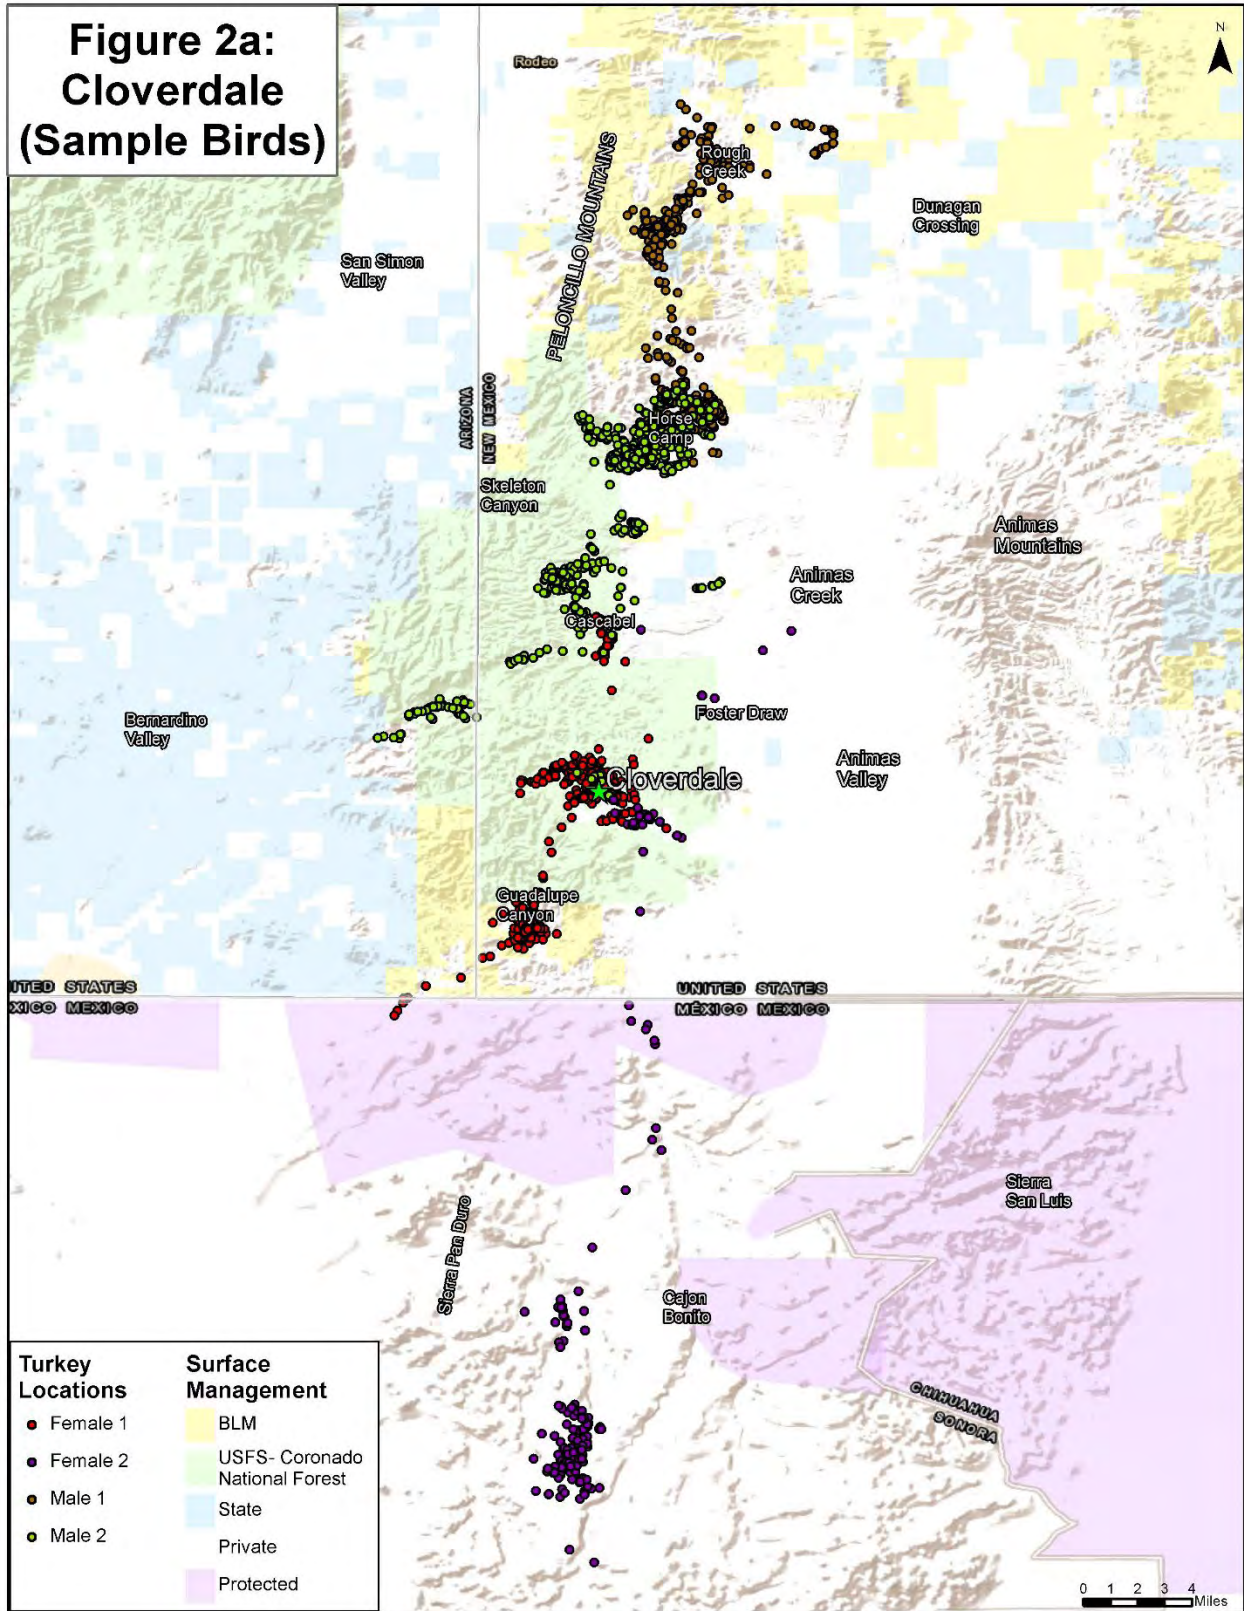 Figure 2a:
Cloverdale
(Sample Birds)
N
Rodeo
Rough
Creek
PELONCILLO MOUNTAINS
Dunagan
Crossing
San Simon
Valley
ARIZONA
NEW MEXICO
Horse
Camp
Skeleton
Canyon
Animas
Mountains
Animas
Creek
Cascabel
Bernardino
Valley
Foster Draw
Animas
Valley
Cloverdale
Guadalupe
Canyon
ITED STATES
XICO MEXICO
UNITED STATES
MÉXICO MEXICO
Sierra
San Luis
Sierra Pan Duro
Cajon
Bonito
CHIHUAHUA
SONORA
Turkey
Locations
Female 1
Female 2
Male 1
Male 2
Surface
Management
BLM
USFS- Coronado
National Forest
State
Private
Protected
0 1 2 3 4
Miles